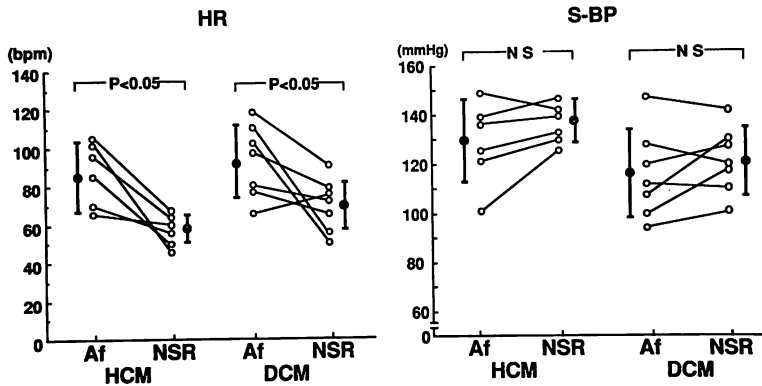 HR
(bpm)
140
120
100
80
60
40
20
0
P<0.05
P<0.05
Af NSR Af NSR
HCM DCM
S-BP
(mmHg)
160
140
120
100
80
60
0
N S
N S
Af NSR Af NSR
HCM DCM